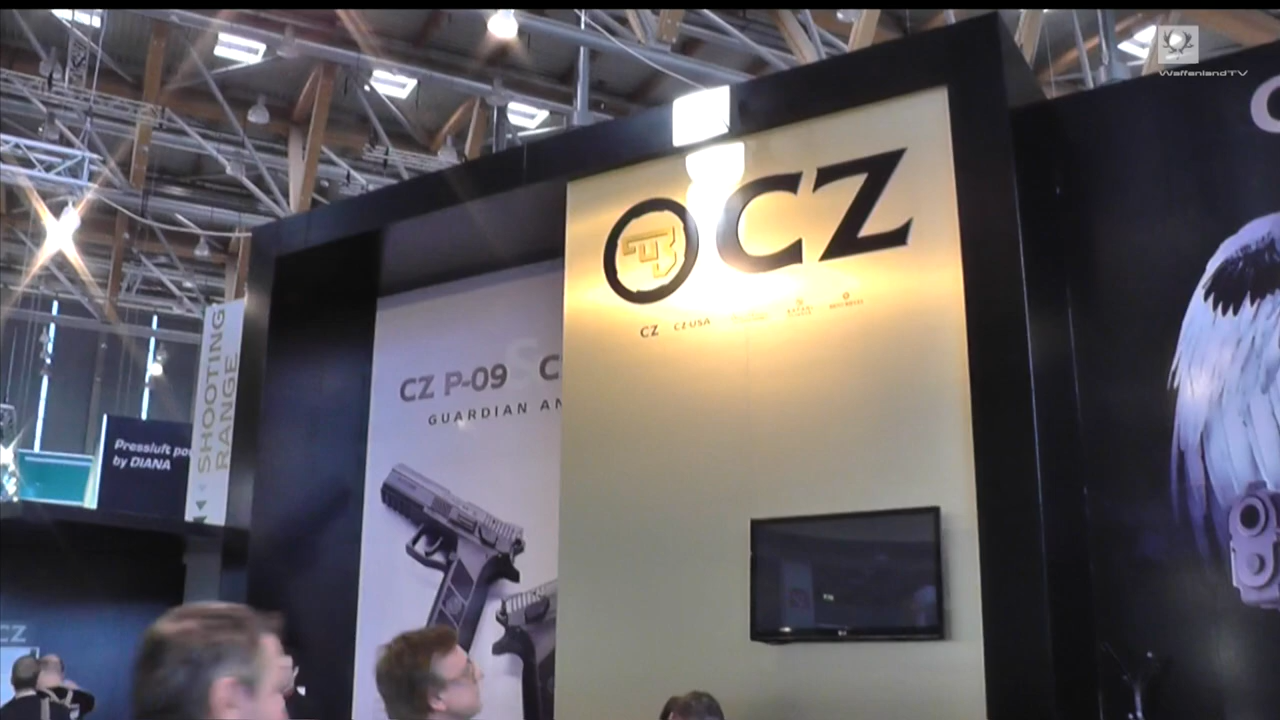 WaffenlandTV
CZ
CZ CZ-USA
CZ P-09 C
GUARDIAN AN
SHOOTING
RANGE
Pressluft po
by DIANA
CZ